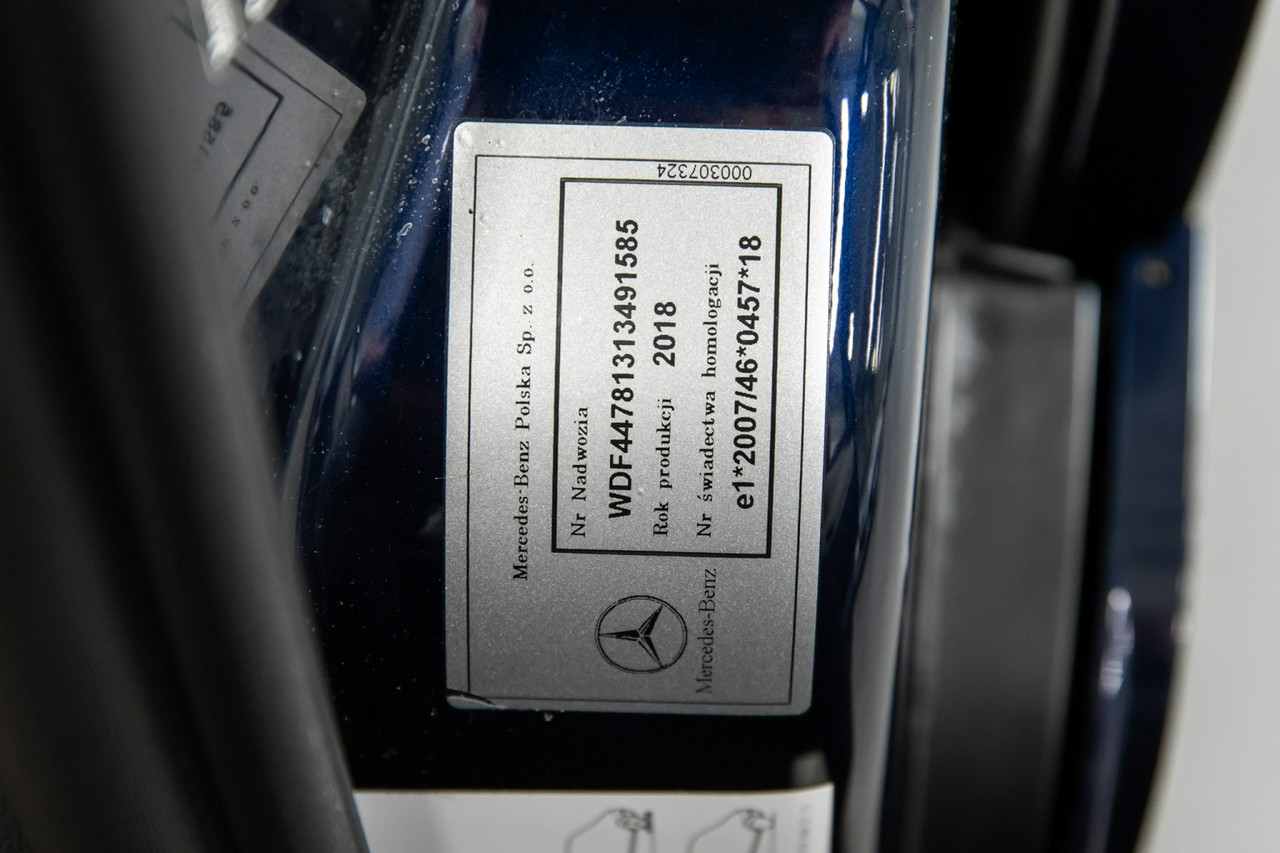 Mercedes-Benz Polska Sp. z o.o.
Nr Nadwozia
WDF44781313491585
Rok produkcji 2018
Nr świadectwa homologacji
e1*2007/46*0457*18
000307324
Mercedes-Benz